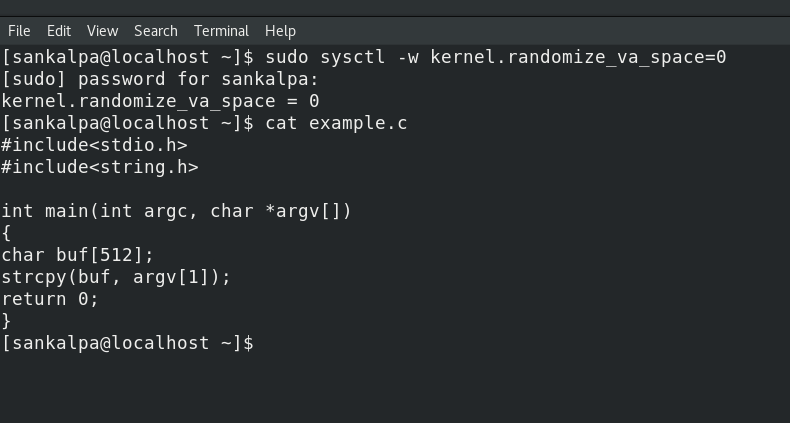 File Edit View Search Terminal Help
[sankalpa@localhost ~]$ sudo sysctl -w kernel.randomize_va_space=0
[sudo] password for sankalpa:
kernel.randomize_va_space = 0
[sankalpa@localhost ~]$ cat example.c
#include<stdio.h>
#include<string.h>

int main(int argc, char *argv[])
{
char buf[512];
strcpy(buf, argv[1]);
return 0;
}
[sankalpa@localhost ~]$